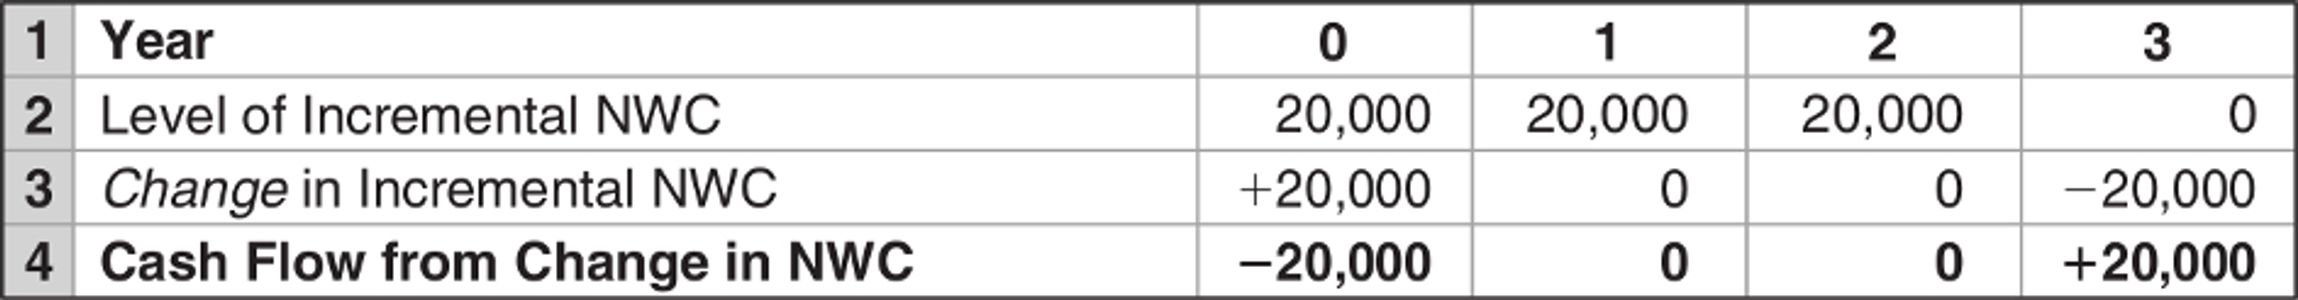 1 Year 0 1 2 3
2 Level of Incremental NWC 20,000 20,000 20,000 0
3 Change in Incremental NWC +20,000 0 0 −20,000
4 Cash Flow from Change in NWC −20,000 0 0 +20,000